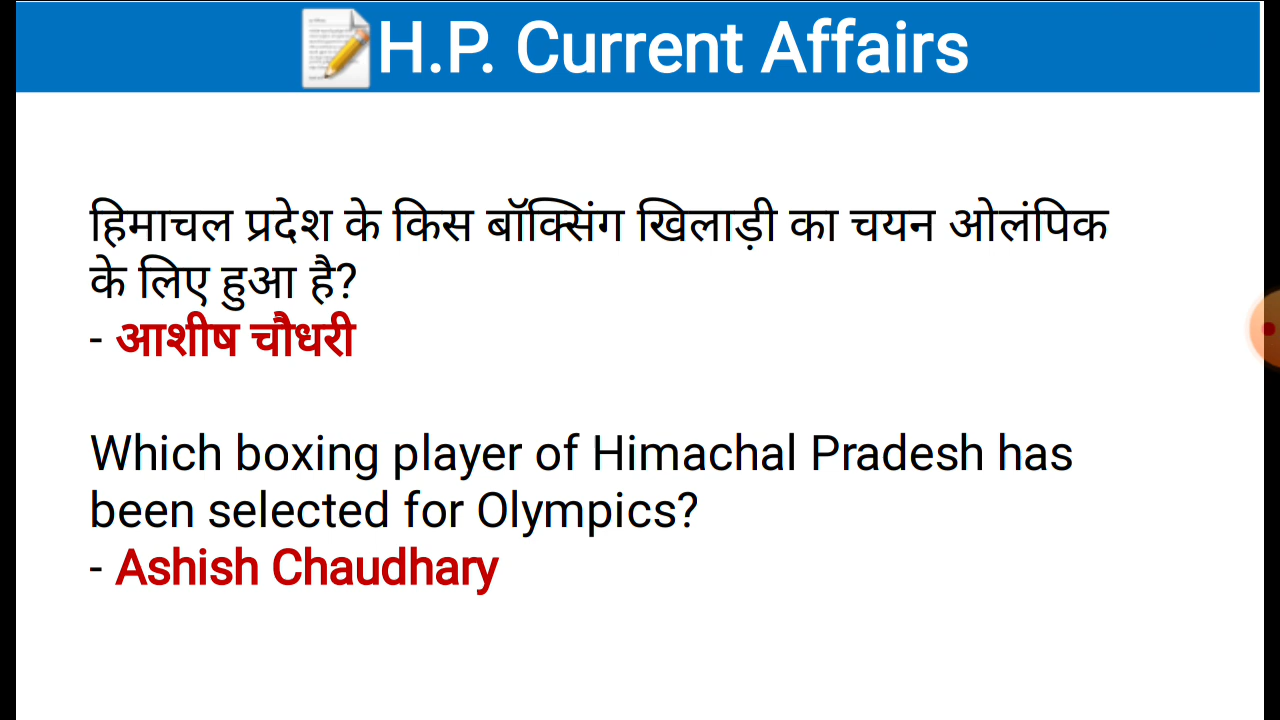 H.P. Current Affairs
हिमाचल प्रदेश के किस बॉक्सिंग खिलाड़ी का चयन ओलंपिक
के लिए हुआ है?
- आशीष चौधरी
Which boxing player of Himachal Pradesh has
been selected for Olympics?
- Ashish Chaudhary